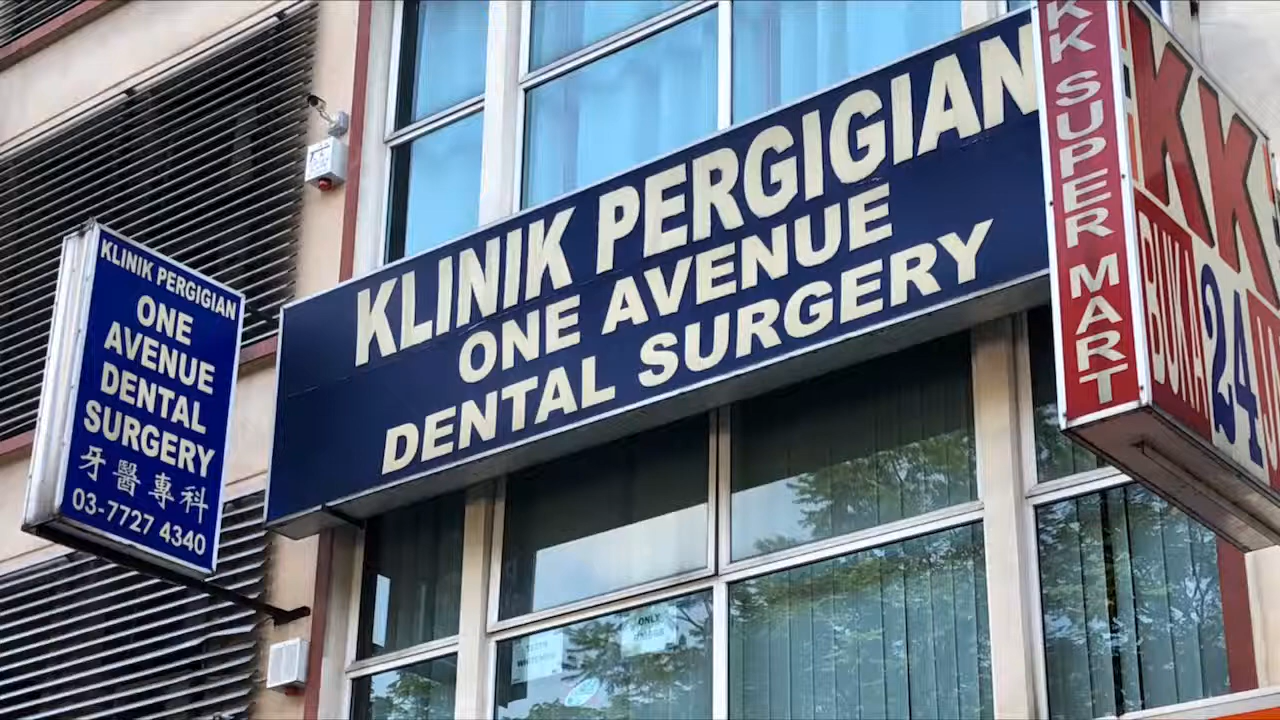 KLINIK PERGIGIAN
ONE
AVENUE
DENTAL
SURGERY
牙醫專科
03-7727 4340
KLINIK PERGIGIAN
ONE AVENUE
DENTAL SURGERY
KK SUPER MART
KK
BUKA 24
ONLY